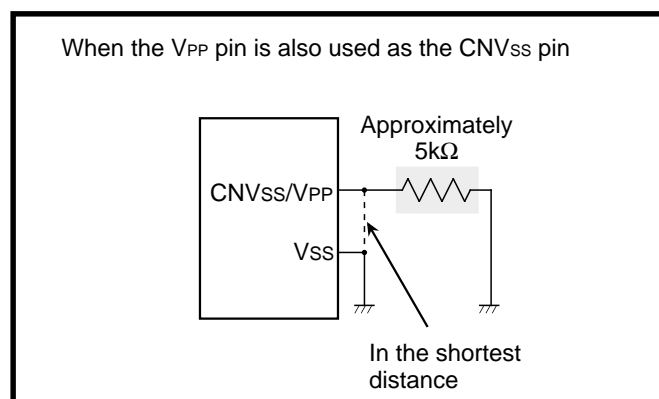 When the VPP pin is also used as the CNVSS pin
Approximately
5kΩ
CNVSS/VPP
VSS
In the shortest
distance